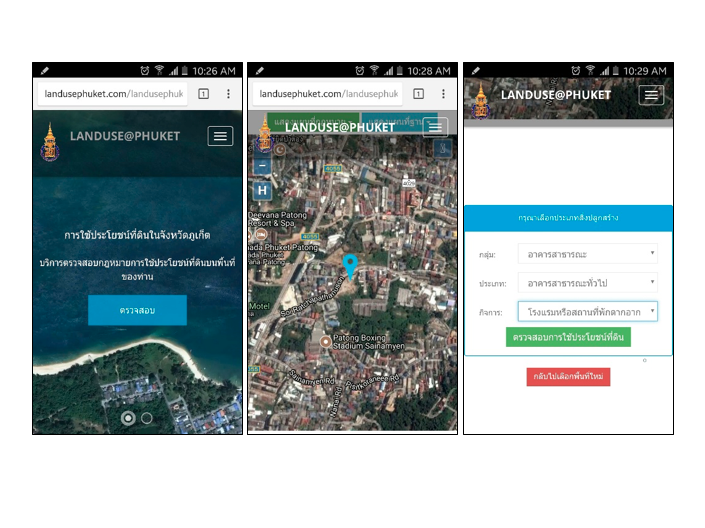 10:26 AM
landusephuket.com/landusephuk
1
LANDUSE@PHUKET
การใช้ประโยชน์ที่ดินในจังหวัดภูเก็ต
บริการตรวจสอบกฎหมายการใช้ประโยชน์ที่ดินบนพื้นที่
ของท่าน
ตรวจสอบ
10:28 AM
landusephuket.com/landusephuk
1
LANDUSE@PHUKET
H
4055
4029
Deevana Patong
Resort & Spa
ada Phuket Patong
ada Phuket
ana Patong
Motel
4055
Patong Boxing
Stadium Sainamyen
Sainamyen Rd
Nanai Rd
10:29 AM
LANDUSE@PHUKET
กรุณาเลือกประเภทสิ่งปลูกสร้าง
กลุ่ม:
อาคารสาธารณะ
ประเภท:
อาคารสาธารณะทั่วไป
กิจการ:
โรงแรมหรือสถานที่พักตากอาก
ตรวจสอบการใช้ประโยชน์ที่ดิน
กลับไปเลือกพื้นที่ใหม่